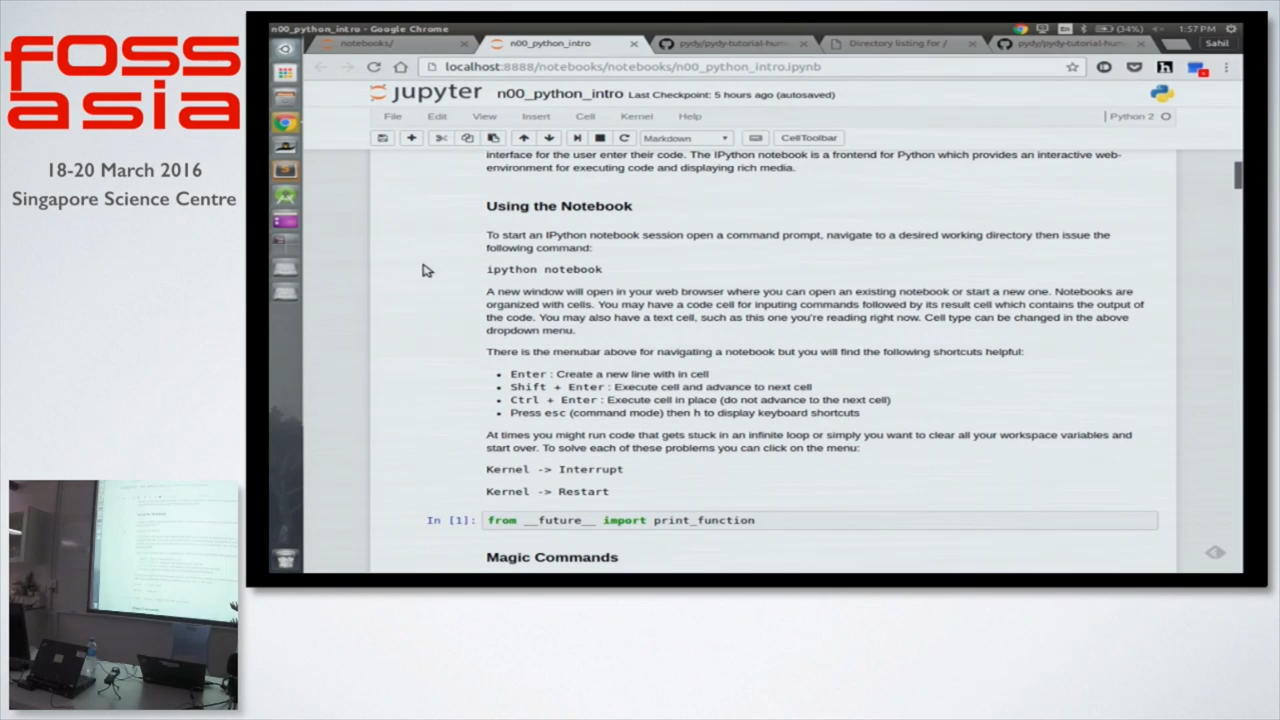 foss
asia
18-20 March 2016
Singapore Science Centre
n00_python_intro - Google Chrome
(34%) 1:57 PM
notebooks/ n00_python_intro pydy/pydy-tutorial-hum Directory listing for / pydy/pydy-tutorial-hum Sahil
localhost:8888/notebooks/notebooks/n00_python_intro.ipynb
jupyter n00_python_intro Last Checkpoint: 5 hours ago (autosaved)
File Edit View Insert Cell Kernel Help Python 2
Markdown CellToolbar
interface for the user enter their code. The IPython notebook is a frontend for Python which provides an interactive web-
environment for executing code and displaying rich media.
Using the Notebook
To start an IPython notebook session open a command prompt, navigate to a desired working directory then issue the
following command:
ipython notebook
A new window will open in your web browser where you can open an existing notebook or start a new one. Notebooks are
organized with cells. You may have a code cell for inputing commands followed by its result cell which contains the output of
the code. You may also have a text cell, such as this one you're reading right now. Cell type can be changed in the above
dropdown menu.
There is the menubar above for navigating a notebook but you will find the following shortcuts helpful:
• Enter : Create a new line with in cell
• Shift + Enter : Execute cell and advance to next cell
• Ctrl + Enter : Execute cell in place (do not advance to the next cell)
• Press esc (command mode) then h to display keyboard shortcuts
At times you might run code that gets stuck in an infinite loop or simply you want to clear all your workspace variables and
start over. To solve each of these problems you can click on the menu:
Kernel -> Interrupt
Kernel -> Restart
In [1]: from __future__ import print_function
Magic Commands